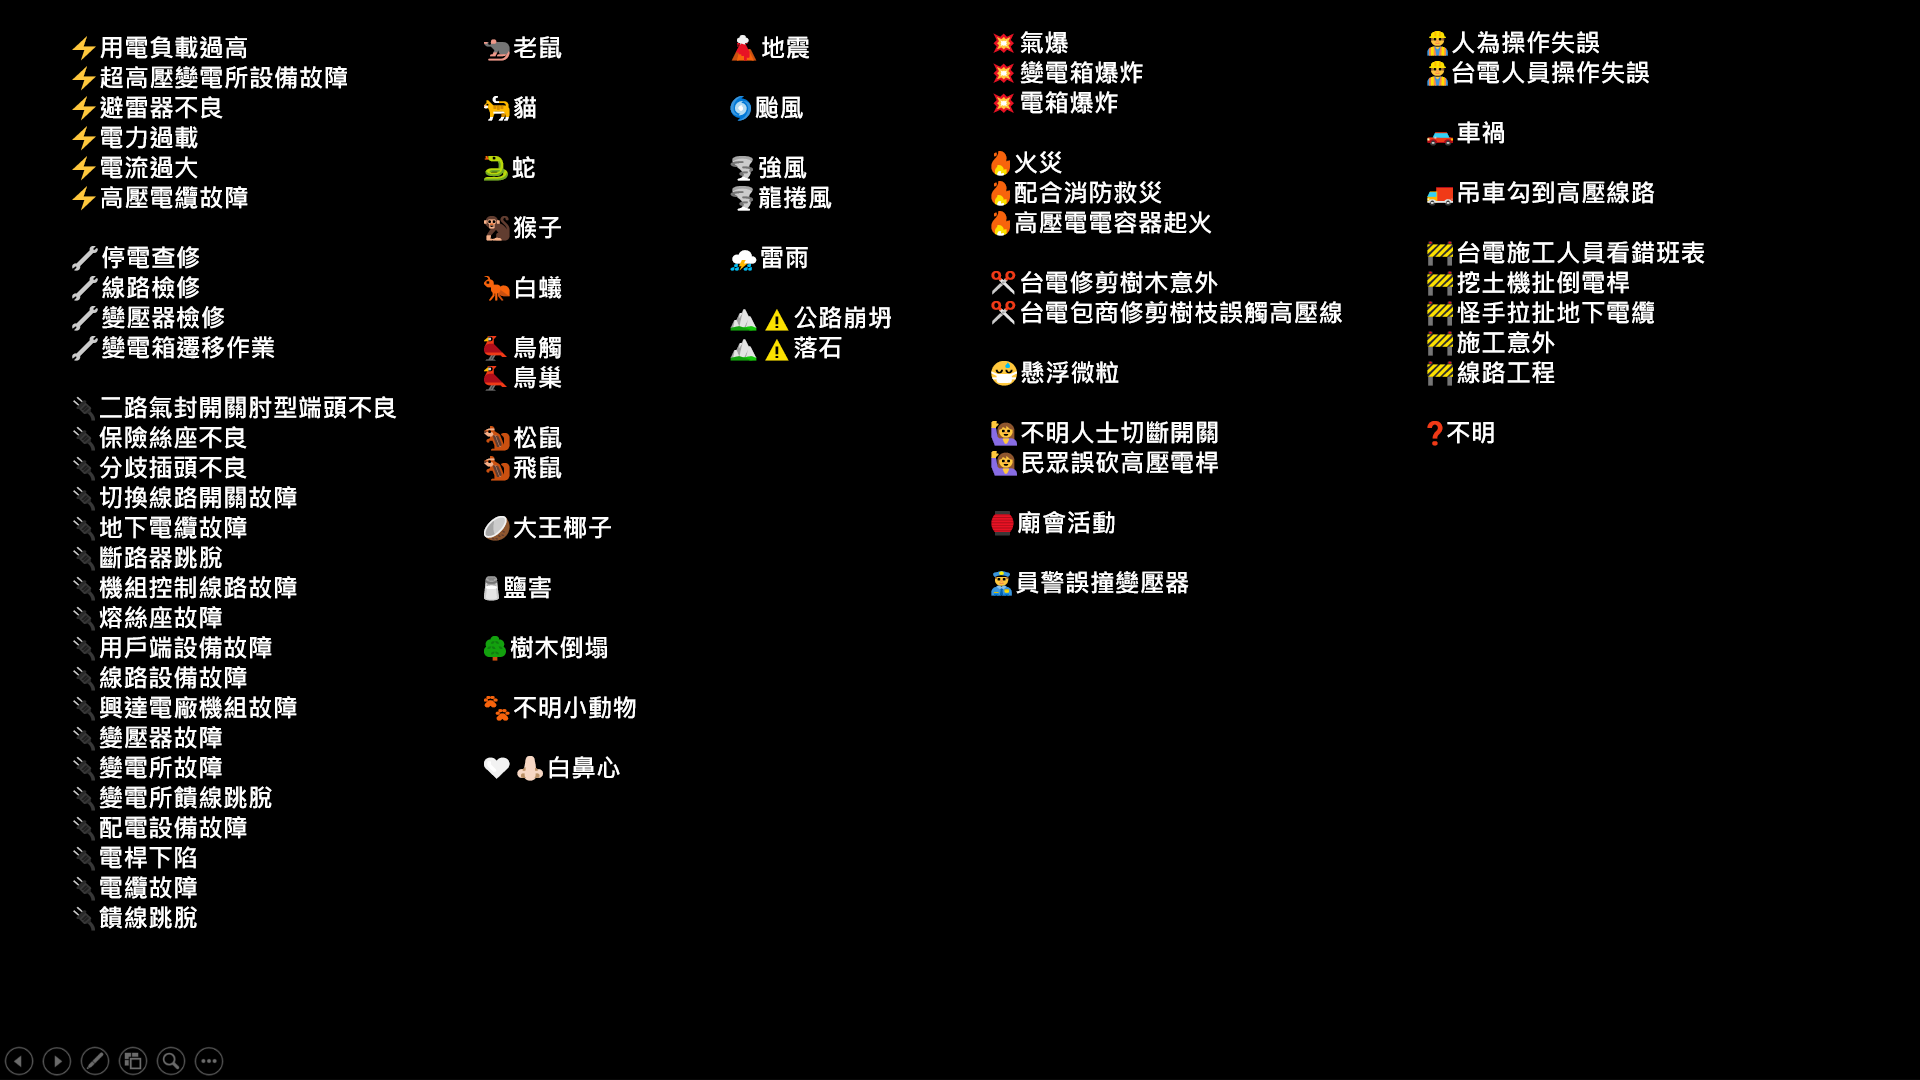 ⚡用電負載過高
⚡超高壓變電所設備故障
⚡避雷器不良
⚡電力過載
⚡電流過大
⚡高壓電纜故障
🔧停電查修
🔧線路檢修
🔧變壓器檢修
🔧變電箱遷移作業
🔌二路氣封開關肘型端頭不良
🔌保險絲座不良
🔌分歧插頭不良
🔌切換線路開關故障
🔌地下電纜故障
🔌斷路器跳脫
🔌機組控制線路故障
🔌熔絲座故障
🔌用戶端設備故障
🔌線路設備故障
🔌興達電廠機組故障
🔌變壓器故障
🔌變電所故障
🔌變電所饋線跳脫
🔌配電設備故障
🔌電桿下陷
🔌電纜故障
🔌饋線跳脫
🐀老鼠
🐈貓
🐍蛇
🐒猴子
🐜白蟻
🐦鳥觸
🐦鳥巢
🐿松鼠
🐿飛鼠
🥥大王椰子
🧂鹽害
🌳樹木倒塌
🐾不明小動物
🤍👃🏻白鼻心
🌋地震
🌀颱風
🌪強風
🌪龍捲風
⛈雷雨
⛰⚠公路崩坍
⛰⚠落石
💥氣爆
💥變電箱爆炸
💥電箱爆炸
🔥火災
🔥配合消防救災
🔥高壓電電容器起火
✂台電修剪樹木意外
✂台電包商修剪樹枝誤觸高壓線
😷懸浮微粒
🙋不明人士切斷開關
🙋民眾誤砍高壓電桿
🏮廟會活動
👮員警誤撞變壓器
👷人為操作失誤
👷台電人員操作失誤
🚗車禍
🚚吊車勾到高壓線路
🚧台電施工人員看錯班表
🚧挖土機扯倒電桿
🚧怪手拉扯地下電纜
🚧施工意外
🚧線路工程
❓不明